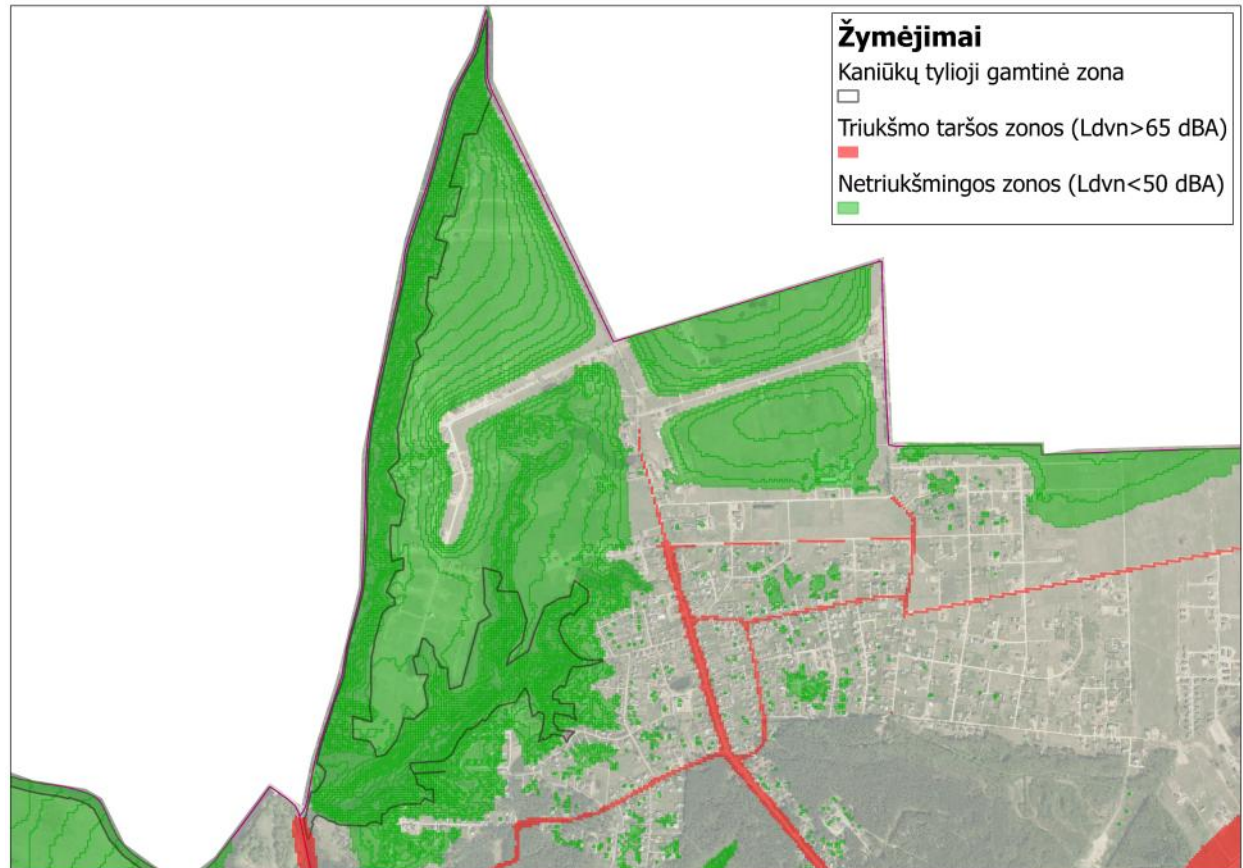 Žymėjimai
Kaniūkų tylioji gamtinė zona
Triukšmo taršos zonos (Ldvn>65 dBA)
Netriukšmingos zonos (Ldvn<50 dBA)